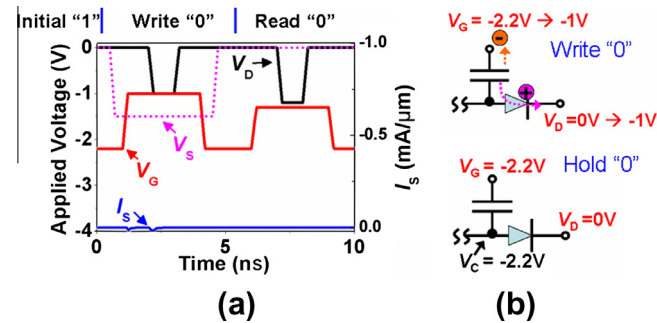 Initial “1”
Write “0”
Read “0”
0
-1
-2
-3
-4
Applied Voltage (V)
V_D
V_S
V_G
I_S
-1.0
-0.5
0.0
I_S (mA/μm)
0
5
10
Time (ns)
(a)
V_G = -2.2V → -1V
-
Write “0”
+
V_D =0V → -1V
V_G = -2.2V
Hold “0”
V_D=0V
V_C = -2.2V
(b)